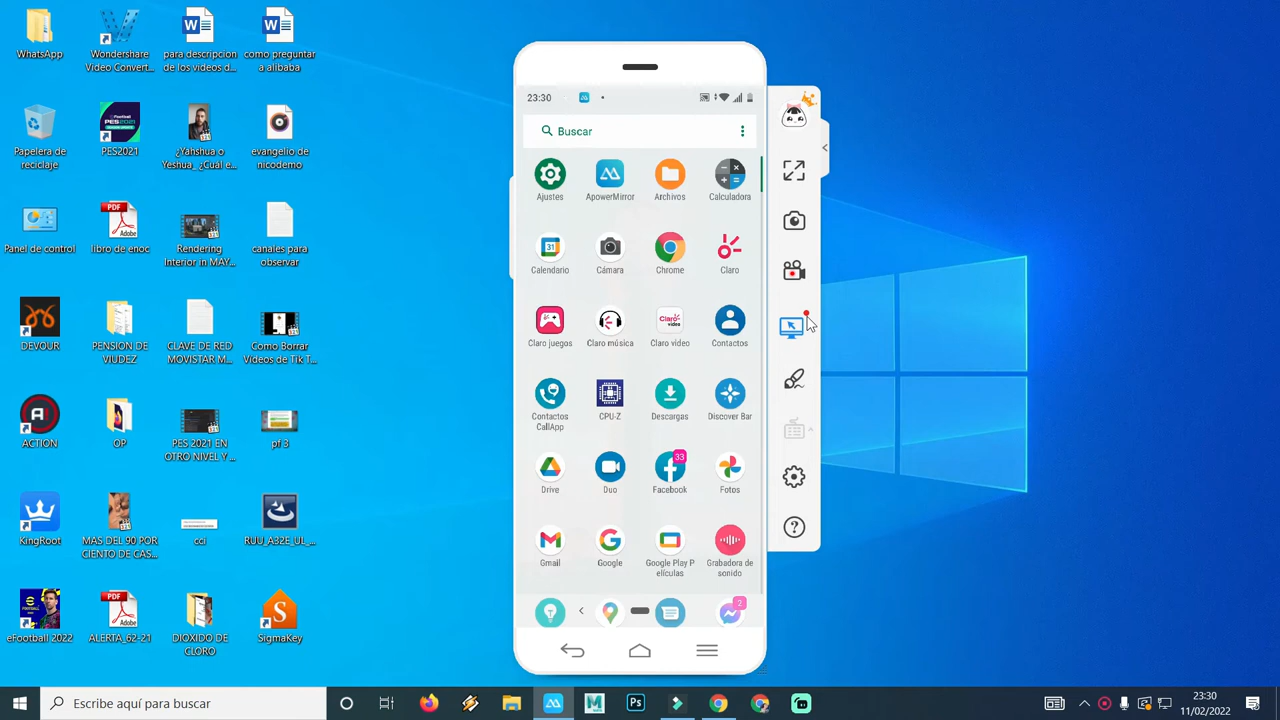 WhatsApp
Wondershare
Video Convert...
para descripcion
de los videos d...
como preguntar
a alibaba
Papelera de
reciclaje
PES2021
¿Yahshua o
Yeshua_ ¿Cual e...
evangelio de
nicodemo
Panel de control
libro de enoc
Rendering
Interior in MAY...
canales para
observar
DEVOUR
PENSION DE
VIUDEZ
CLAVE DE RED
MOVISTAR M...
Como Borrar
Videos de Tik T...
ACTION
OP
PES 2021 EN
OTRO NIVEL Y ...
pf 3
KingRoot
MAS DEL 90 POR
CIENTO DE CAS...
cci
RUU_A32E_UL_...
eFootball 2022
ALERTA_62-21
DIOXIDO DE
CLORO
SigmaKey
23:30
Buscar
Ajustes
ApowerMirror
Archivos
Calculadora
31
Calendario
Cámara
Chrome
Claro
Claro juegos
Claro música
Claro video
Claro video
Contactos
Contactos
CallApp
CPU-Z
Descargas
Discover Bar
33
Drive
Duo
Facebook
Fotos
Gmail
Google
Google Play P
elículas
Grabadora de
sonido
2
Escribe aquí para buscar
Ps
23:30
11/02/2022